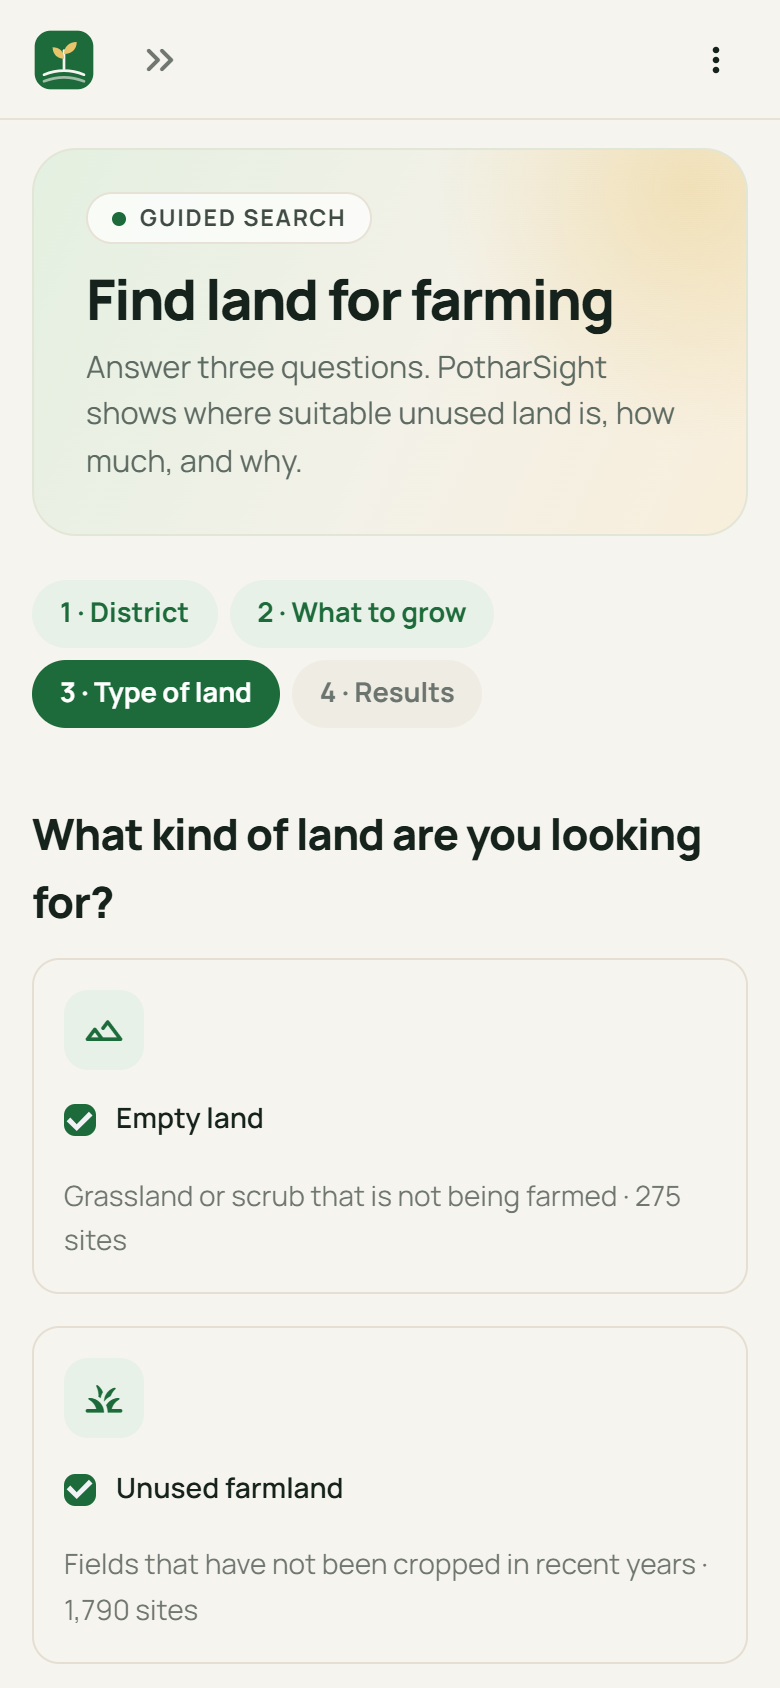 GUIDED SEARCH
Find land for farming
Answer three questions. PotharSight
shows where suitable unused land is, how
much, and why.
1 · District
2 · What to grow
3 · Type of land
4 · Results
What kind of land are you looking
for?
Empty land
Grassland or scrub that is not being farmed · 275
sites
Unused farmland
Fields that have not been cropped in recent years ·
1,790 sites